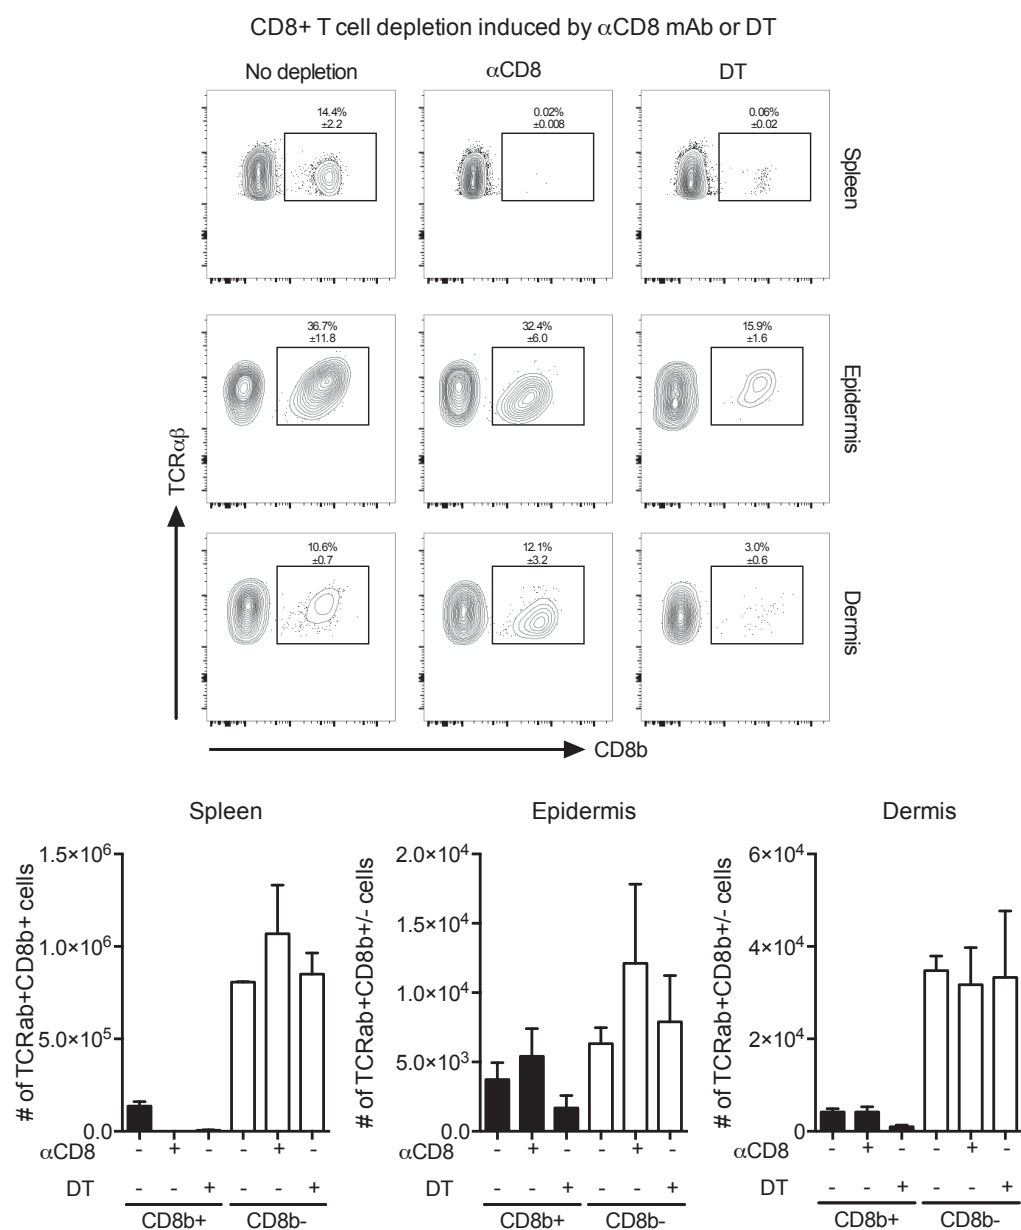 CD8+ T cell depletion induced by αCD8 mAb or DT
No depletion
αCD8
DT
14.4%
±2.2
0.02%
±0.008
0.06%
±0.02
Spleen
36.7%
±11.8
32.4%
±6.0
15.9%
±1.6
Epidermis
10.6%
±0.7
12.1%
±3.2
3.0%
±0.6
Dermis
TCRαβ
CD8b
Spleen
# of TCRab+CD8b+ cells
1.5×10⁶
1.0×10⁶
5.0×10⁵
0.0
αCD8 - + - - + -
DT - - + - - +
CD8b+ CD8b-
Epidermis
# of TCRab+CD8b+/- cells
2.0×10⁴
1.5×10⁴
1.0×10⁴
5.0×10³
0.0
αCD8 - + - - + -
DT - - + - - +
CD8b+ CD8b-
Dermis
# of TCRab+CD8b+/- cells
6×10⁴
4×10⁴
2×10⁴
0
αCD8 - + - - + -
DT - - + - - +
CD8b+ CD8b-